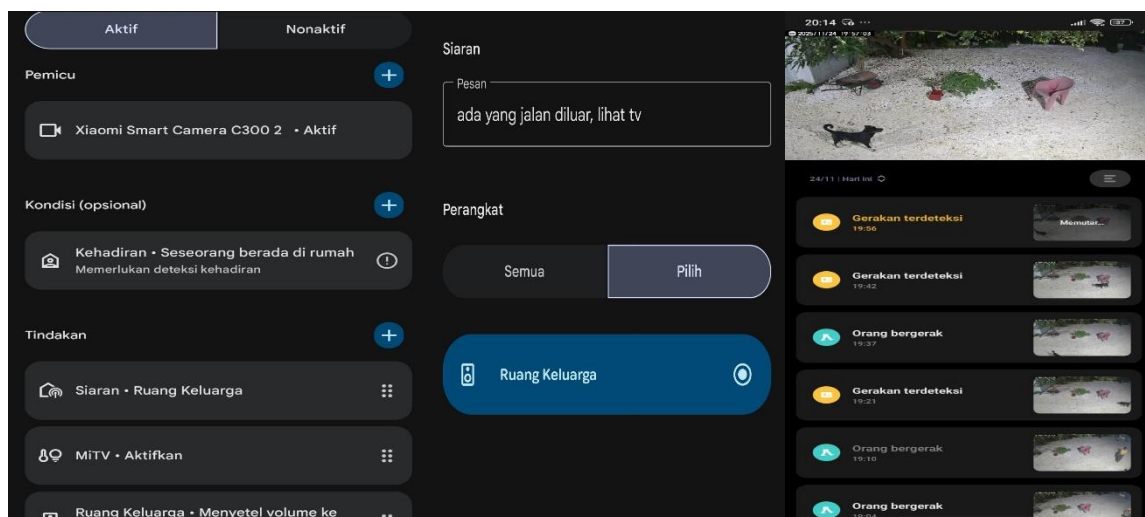 Aktif
Nonaktif
Pemicu
Xiaomi Smart Camera C300 2 • Aktif
Kondisi (opsional)
Kehadiran • Seseorang berada di rumah
Memerlukan deteksi kehadiran
Tindakan
Siaran • Ruang Keluarga
MiTV • Aktifkan
Ruang Keluarga • Menyetel volume ke
Siaran
Pesan
ada yang jalan diluar, lihat tv
Perangkat
Semua
Pilih
Ruang Keluarga
20:14
2025/11/24 19:57:03
24/11 | Hari ini
Gerakan terdeteksi
19:56
Memutar...
Gerakan terdeteksi
19:42
Orang bergerak
19:37
Gerakan terdeteksi
19:21
Orang bergerak
19:10
Orang bergerak
19:04